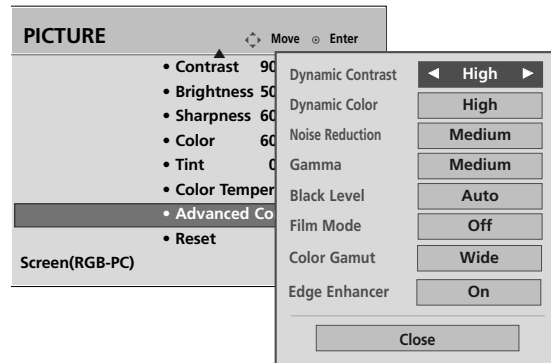 PICTURE
Move Enter
• Contrast 90
• Brightness 50
• Sharpness 60
• Color 60
• Tint 0
• Color Temper
• Advanced Co
• Reset
Screen(RGB-PC)
Dynamic Contrast ◄ High ►
Dynamic Color High
Noise Reduction Medium
Gamma Medium
Black Level Auto
Film Mode Off
Color Gamut Wide
Edge Enhancer On
Close